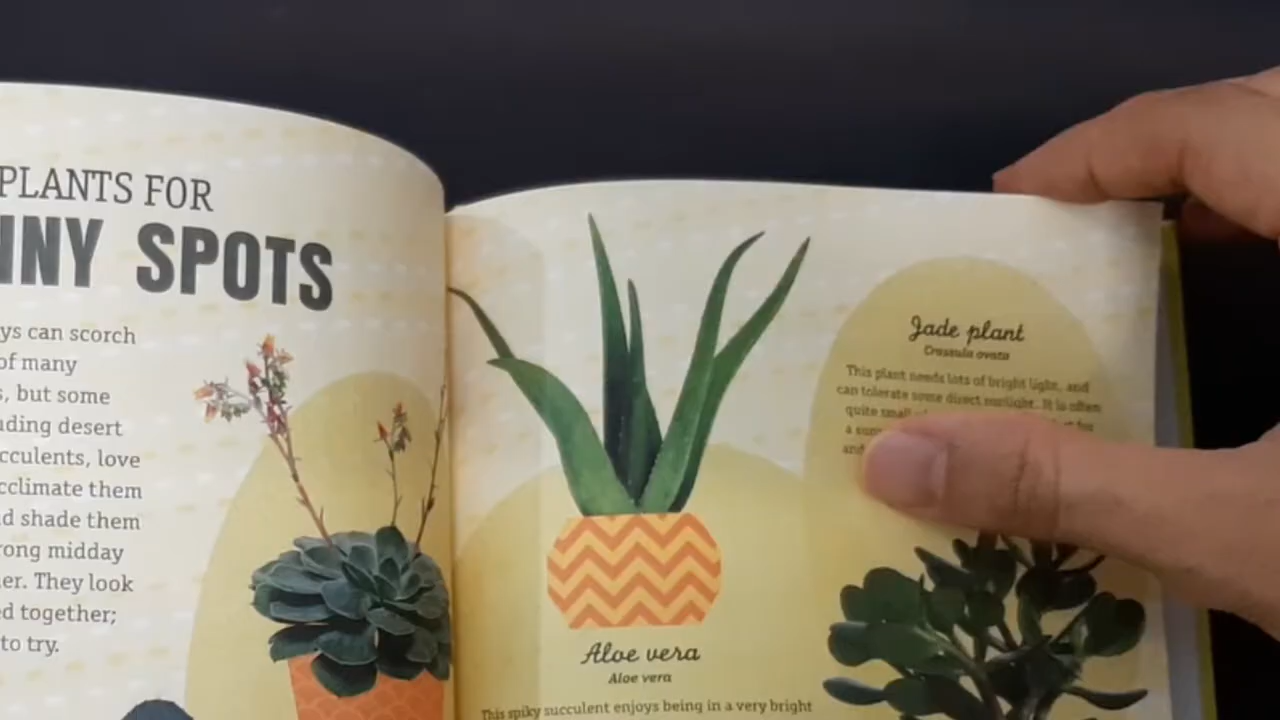 PLANTS FOR
NNY SPOTS
ys can scorch
of many
s, but some
uding desert
cculents, love
cclimate them
d shade them
rong midday
er. They look
d together;
to try.
Aloe vera
Aloe vera
This spiky succulent enjoys being in a very bright
Jade plant
Crassula ovata
This plant needs lots of bright light, and
can tolerate some direct sunlight. It is often
quite small
a
and